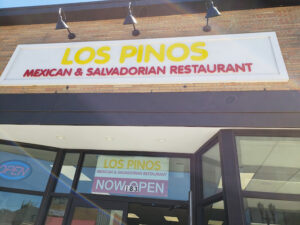 LOS PINOS
MEXICAN & SALVADORIAN RESTAURANT
OPEN
LOS PINOS
MEXICAN & SALVADORIAN RESTAURANT
NOW OPEN